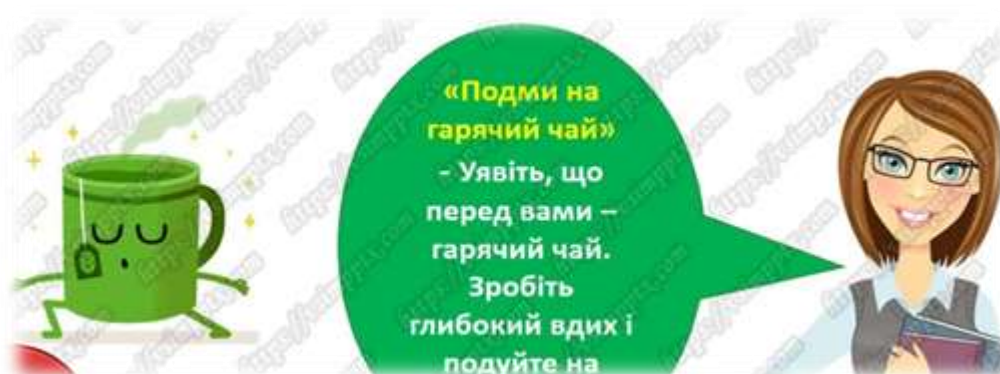 «Подми на
гарячий чай»
- Уявіть, що
перед вами –
гарячий чай.
Зробіть
глибокий вдих і
подуйте на